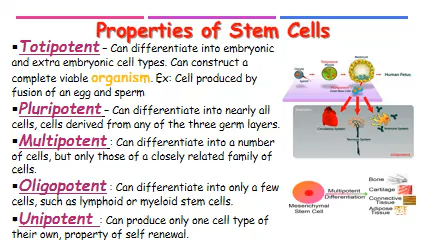 Properties of Stem Cells
▪Totipotent – Can differentiate into embryonic
and extra embryonic cell types. Can construct a
complete viable organism. Ex: Cell produced by
fusion of an egg and sperm
▪Pluripotent – Can differentiate into nearly all
cells, cells derived from any of the three germ layers.
▪Multipotent : Can differentiate into a number
of cells, but only those of a closely related family of
cells.
▪Oligopotent : Can differentiate into only a few
cells, such as lymphoid or myeloid stem cells.
▪Unipotent : Can produce only one cell type of
their own, property of self renewal.
Human Fetus
Circulatory System
Nervous System
Immune System
Mesenchymal
Stem Cell
Multipotent
Differentiation
Bone
Cartilage
Connective
Tissue
Adipose
Tissue